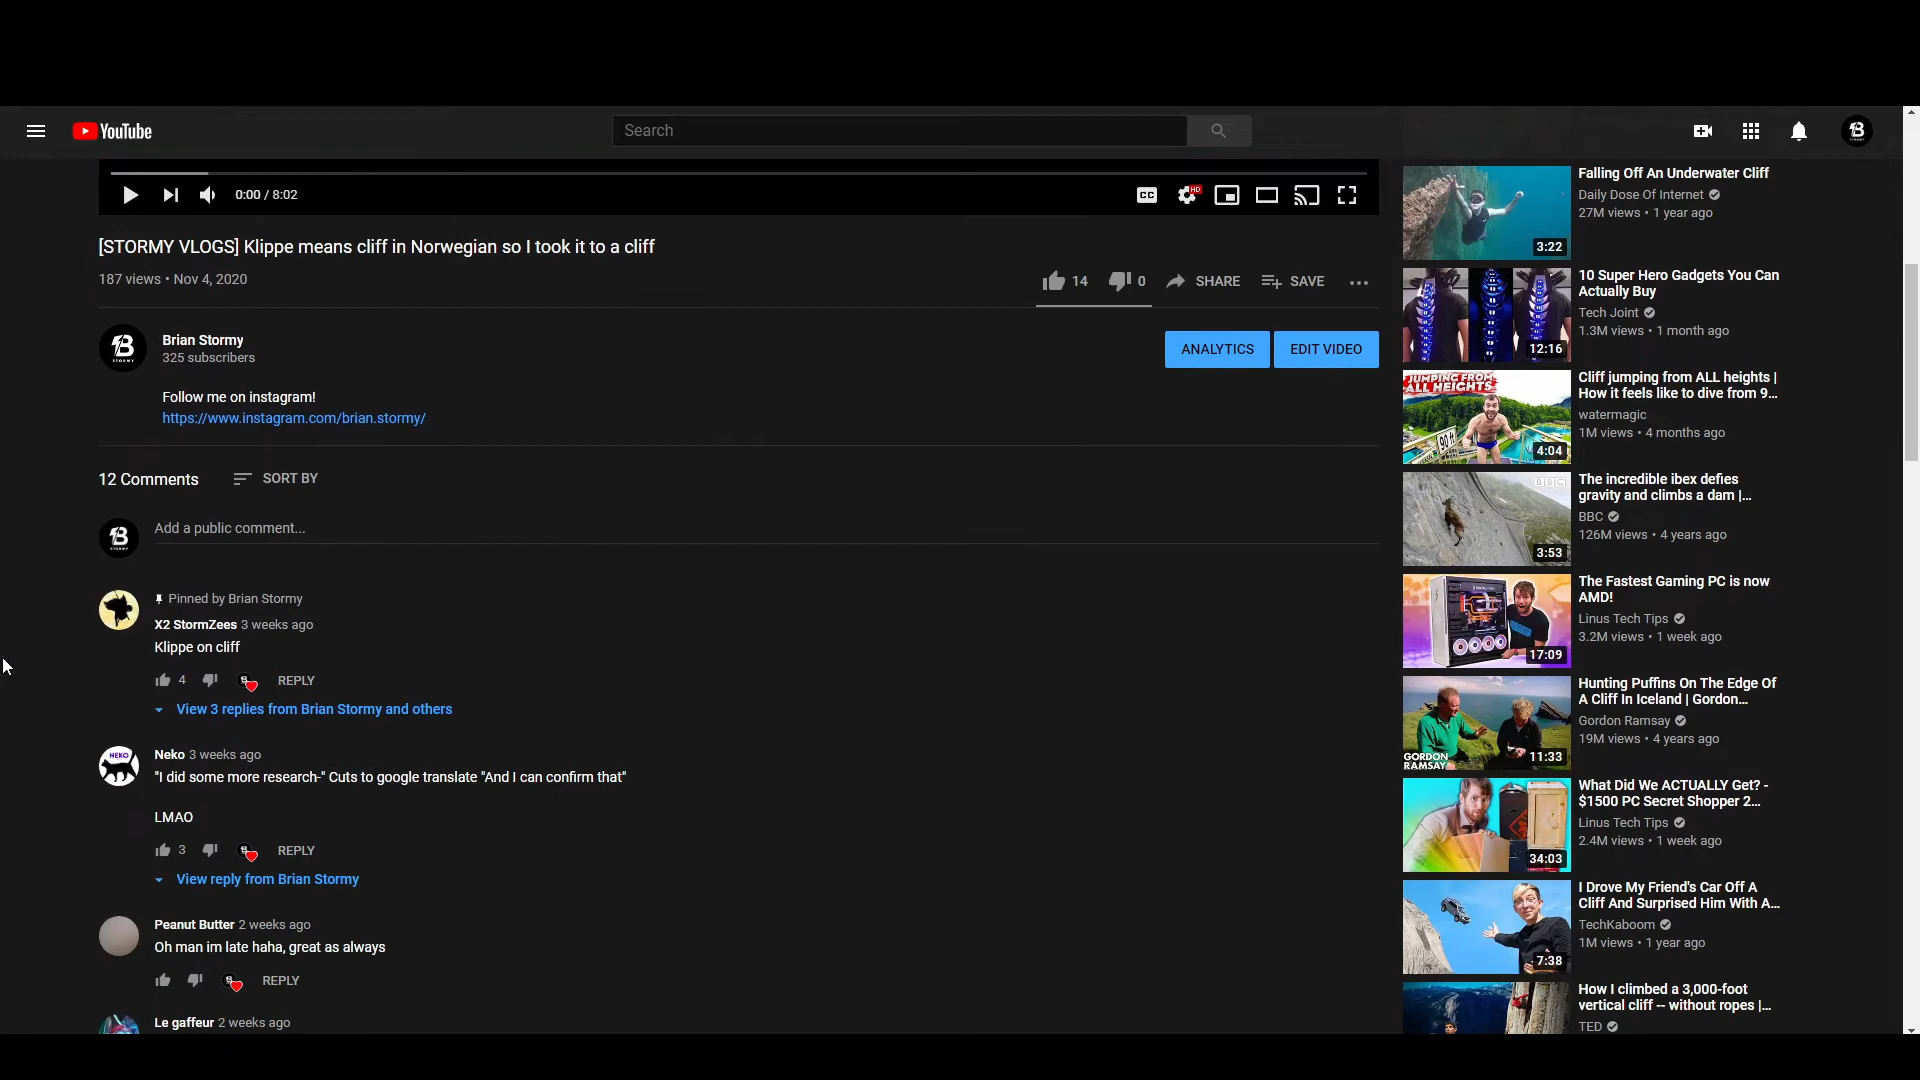 YouTube
Search
0:00 / 8:02
CC
HD
[STORMY VLOGS] Klippe means cliff in Norwegian so I took it to a cliff
187 views • Nov 4, 2020
14
0
SHARE
SAVE
Brian Stormy
325 subscribers
ANALYTICS
EDIT VIDEO
Follow me on instagram!
https://www.instagram.com/brian.stormy/
12 Comments
SORT BY
Add a public comment...
Pinned by Brian Stormy
X2 StormZees 3 weeks ago
Klippe on cliff
4
REPLY
View 3 replies from Brian Stormy and others
NEKO
Neko 3 weeks ago
"I did some more research-" Cuts to google translate "And I can confirm that"
LMAO
3
REPLY
View reply from Brian Stormy
Peanut Butter 2 weeks ago
Oh man im late haha, great as always
REPLY
Le gaffeur 2 weeks ago
3:22
Falling Off An Underwater Cliff
Daily Dose Of Internet
27M views • 1 year ago
12:16
10 Super Hero Gadgets You Can
Actually Buy
Tech Joint
1.3M views • 1 month ago
JUMPING FROM
ALL HEIGHTS
90 ft
4:04
Cliff jumping from ALL heights |
How it feels like to dive from 9...
watermagic
1M views • 4 months ago
BBC
3:53
The incredible ibex defies
gravity and climbs a dam |...
BBC
126M views • 4 years ago
17:09
The Fastest Gaming PC is now
AMD!
Linus Tech Tips
3.2M views • 1 week ago
GORDON
RAMSAY
11:33
Hunting Puffins On The Edge Of
A Cliff In Iceland | Gordon...
Gordon Ramsay
19M views • 4 years ago
34:03
What Did We ACTUALLY Get? -
$1500 PC Secret Shopper 2...
Linus Tech Tips
2.4M views • 1 week ago
7:38
I Drove My Friend's Car Off A
Cliff And Surprised Him With A...
TechKaboom
1M views • 1 year ago
How I climbed a 3,000-foot
vertical cliff -- without ropes |...
TED